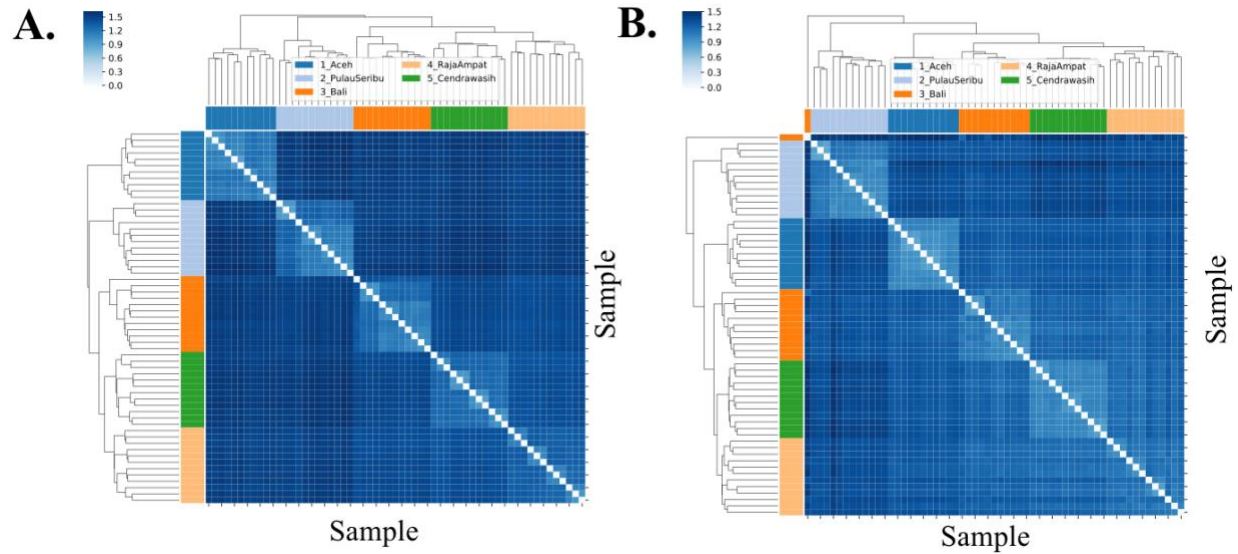 A.
1.6
1.2
0.9
0.6
0.3
0.0
1_Aceh
4_RajaAmpat
2_PulauSeribu
5_Cendrawasih
3_Bali
Sample
Sample
B.
1.5
1.2
0.9
0.6
0.3
0.0
1_Aceh
4_RajaAmpat
2_PulauSeribu
5_Cendrawasih
3_Bali
Sample
Sample